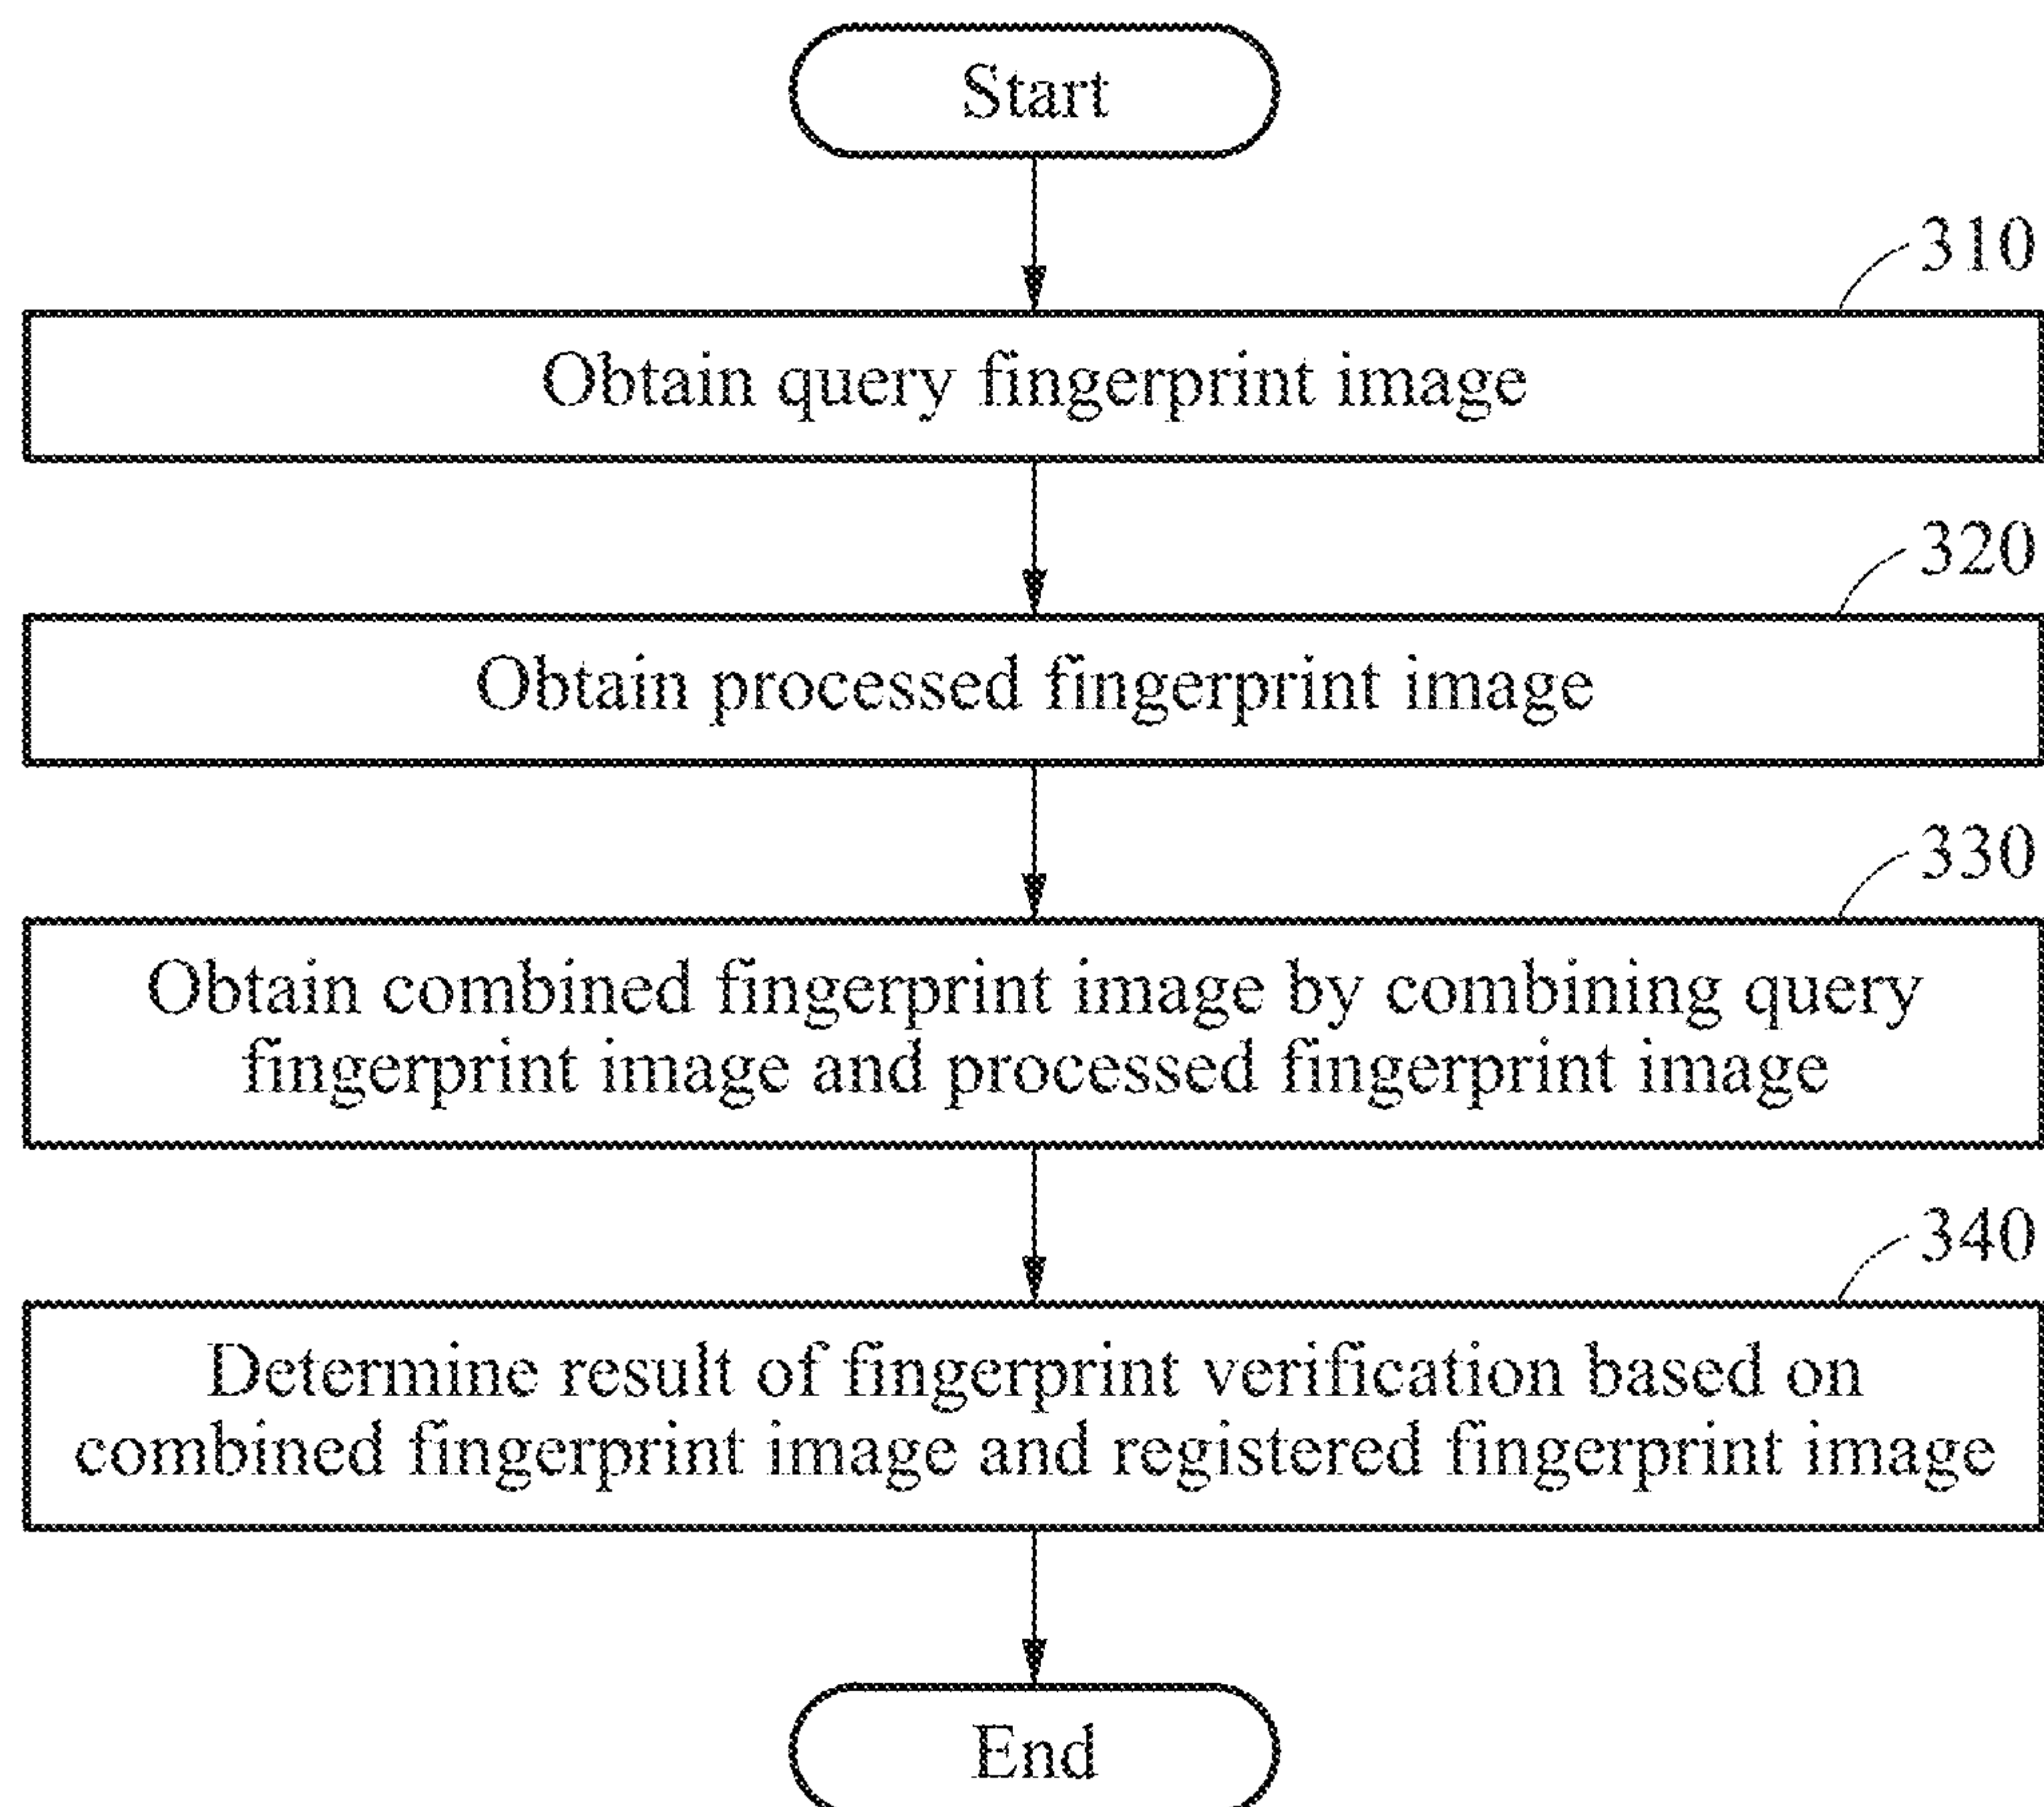 Start
310
Obtain query fingerprint image
320
Obtain processed fingerprint image
330
Obtain combined fingerprint image by combining query
fingerprint image and processed fingerprint image
340
Determine result of fingerprint verification based on
combined fingerprint image and registered fingerprint image
End